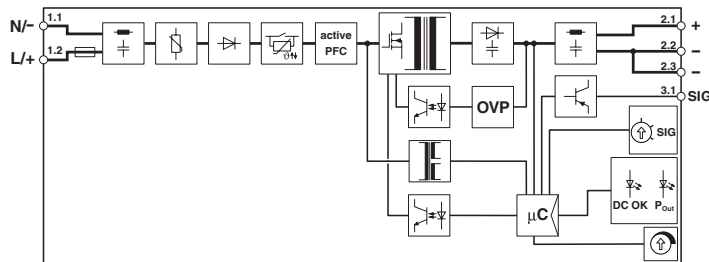 N/-
1.1
L/+
1.2
active
PFC
2.1
+
2.2
−
2.3
−
3.1
SIG
OVP
SIG
ϑ
µC
DC OK
POut